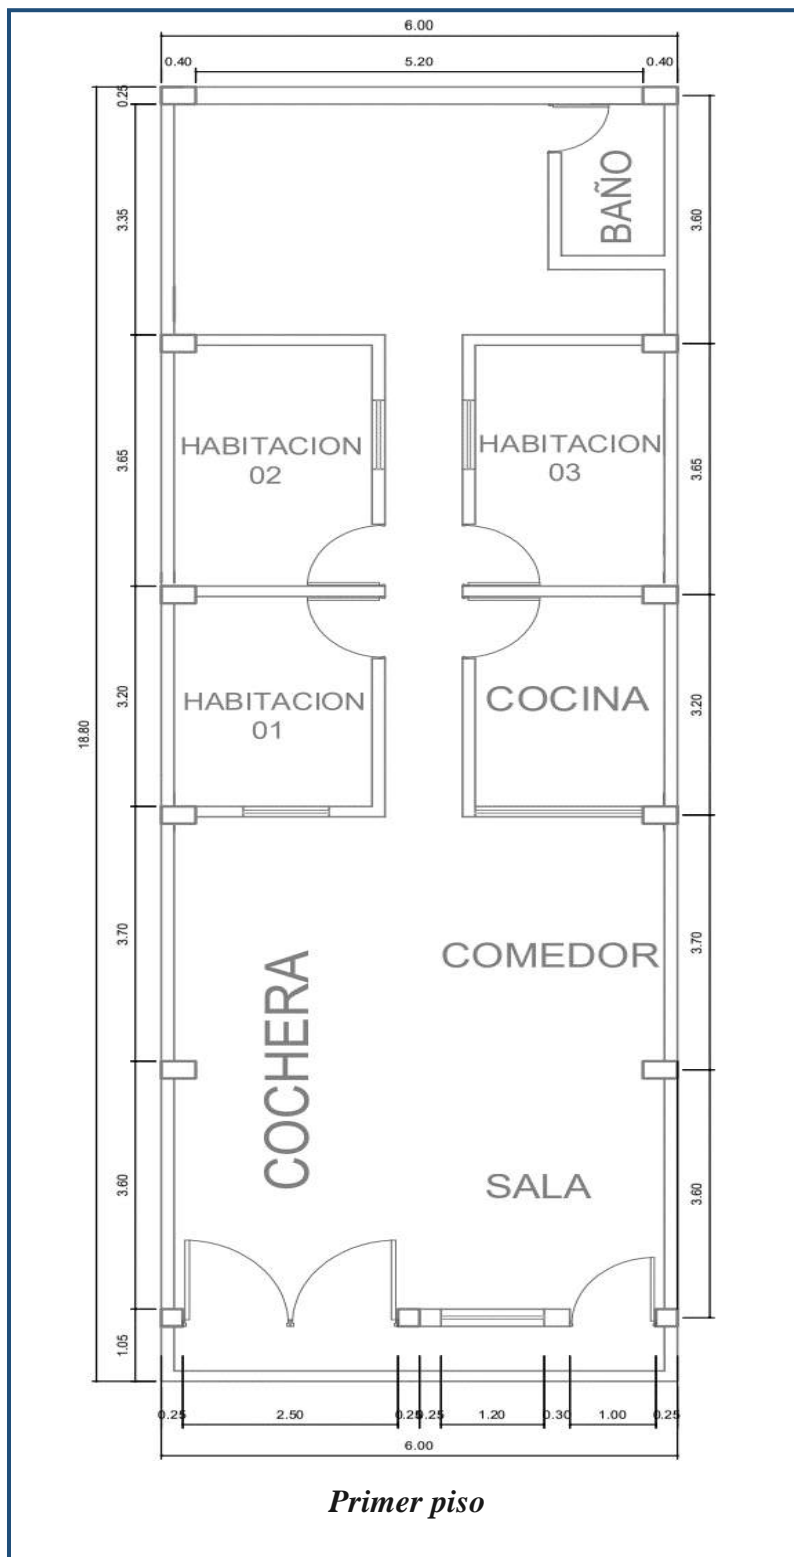 6.00
0.40 5.20 0.40
0.25
BAÑO
3.35
3.60
HABITACION
02
HABITACION
03
3.65
3.65
HABITACION
01
COCINA
3.20
3.20
18.80
COMEDOR
3.70
3.70
COCHERA
SALA
3.60
3.60
1.05
0.25 2.50 0.25 0.25 1.20 0.30 1.00 0.25
6.00
Primer piso